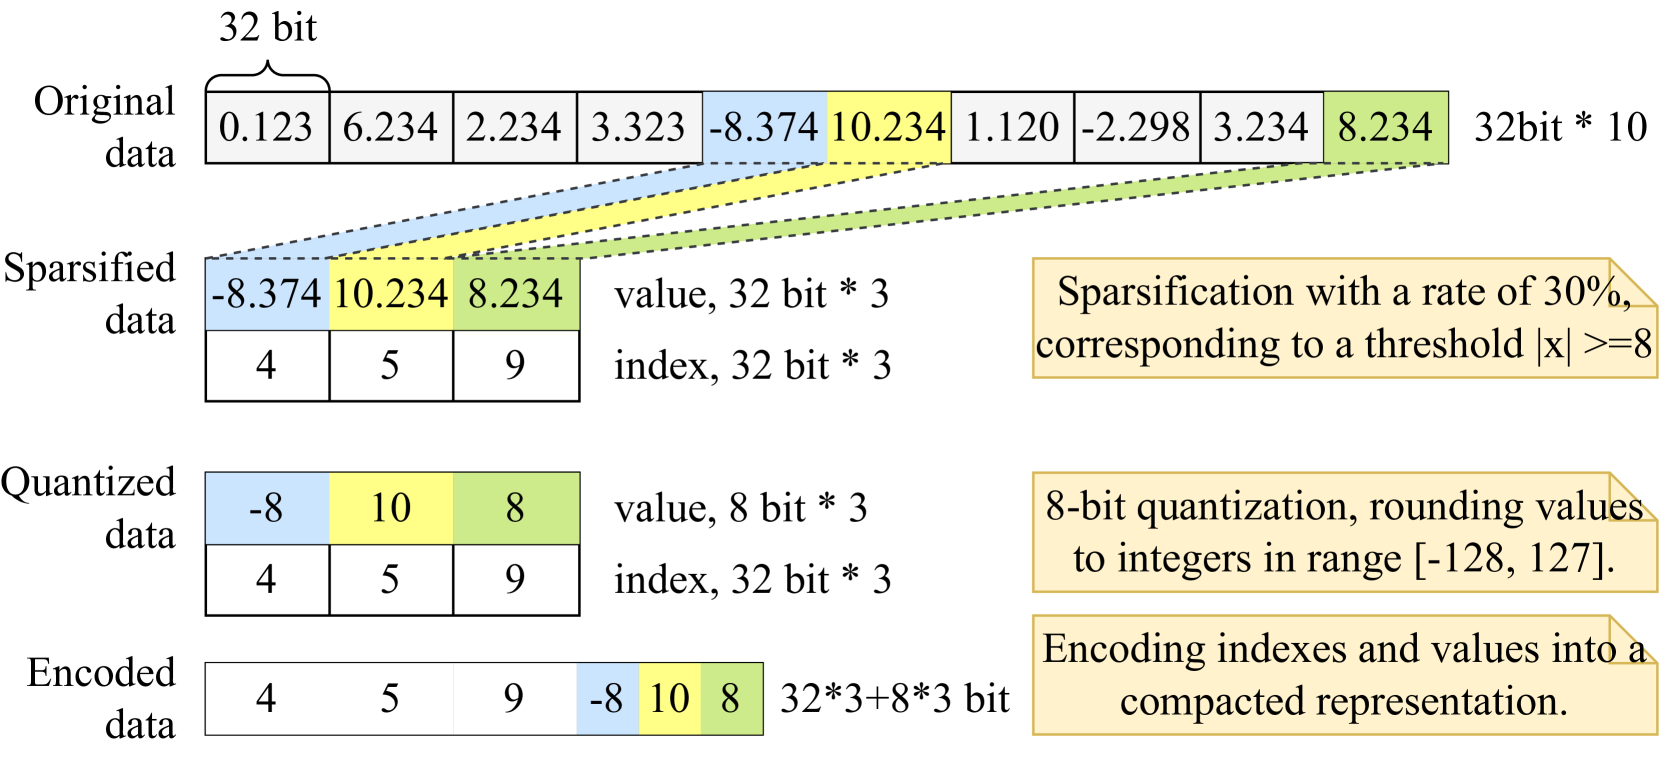 32 bit
Original data
0.123 6.234 2.234 3.323 -8.374 10.234 1.120 -2.298 3.234 8.234 32bit * 10
Sparsified data
-8.374 10.234 8.234 value, 32 bit * 3
4 5 9 index, 32 bit * 3
Sparsification with a rate of 30%,
corresponding to a threshold |x| >=8
Quantized data
-8 10 8 value, 8 bit * 3
4 5 9 index, 32 bit * 3
8-bit quantization, rounding values
to integers in range [-128, 127].
Encoded data
4 5 9 -8 10 8 32*3+8*3 bit
Encoding indexes and values into a
compacted representation.